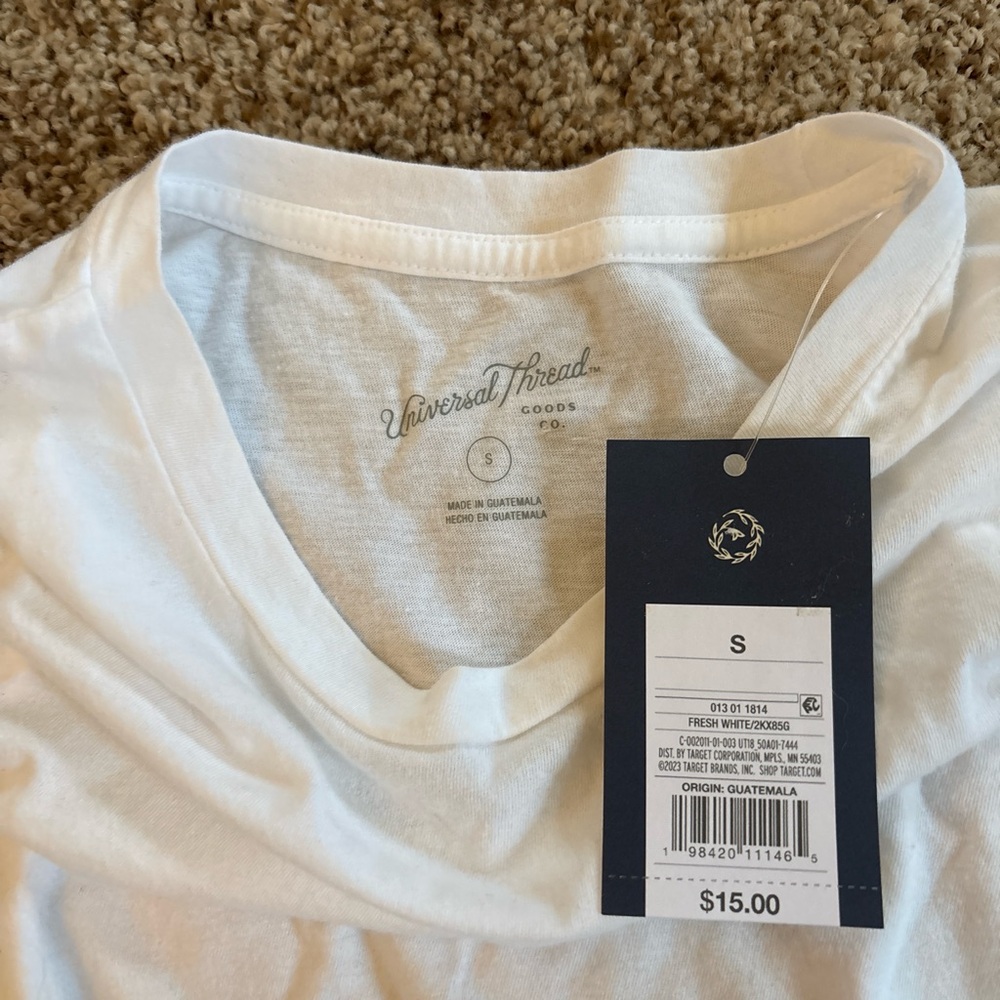 Universal Thread™
GOODS
CO.
S
MADE IN GUATEMALA
HECHO EN GUATEMALA
S
013 01 1814
FRESH WHITE/2KX85G
C-002011-01-003 UT18 50A01-7444
DIST. BY TARGET CORPORATION, MPLS., MN 55403
©2023 TARGET BRANDS, INC. SHOP TARGET.COM
ORIGIN: GUATEMALA
1 98420 11146 5
$15.00